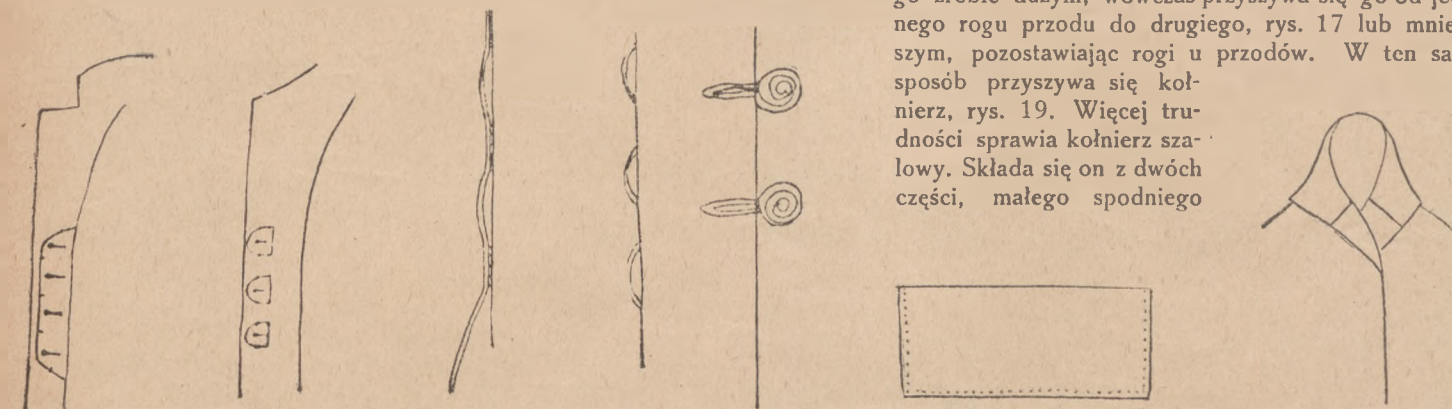 nego rogu przodu do drugiego, rys. 17 lub mnie
szym, pozostawiając rogi u przodów. W ten sa
sposób przyszywa się koł-
nierz, rys. 19. Więcej tru-
dności sprawia kołnierz sza-
lowy. Składa się on z dwóch
części, małego spodniego